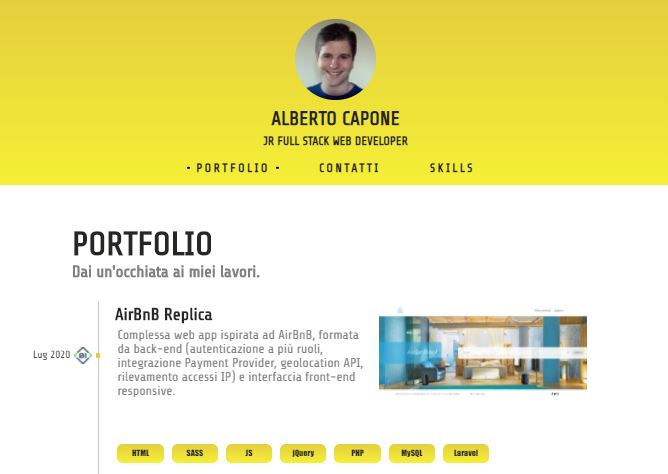 ALBERTO CAPONE
JR FULL STACK WEB DEVELOPER
• PORTFOLIO •
CONTATTI
SKILLS
PORTFOLIO
Dai un'occhiata ai miei lavori.
AirBnB Replica
Complessa web app ispirata ad AirBnB, formata
da back-end (autenticazione a più ruoli,
integrazione Payment Provider, geolocation API,
rilevamento accessi IP) e interfaccia front-end
responsive.
Lug 2020
HTML
SASS
JS
jQuery
PHP
MySQL
Laravel